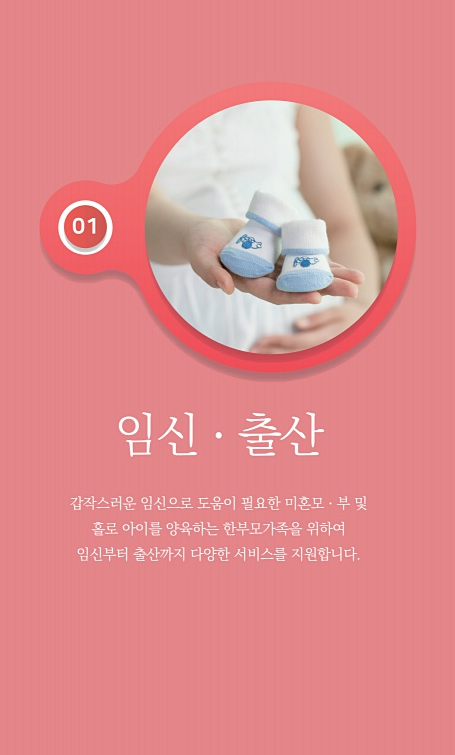 01
임신 · 출산
갑작스러운 임신으로 도움이 필요한 미혼모 · 부 및
홀로 아이를 양육하는 한부모가족을 위하여
임신부터 출산까지 다양한 서비스를 지원합니다.